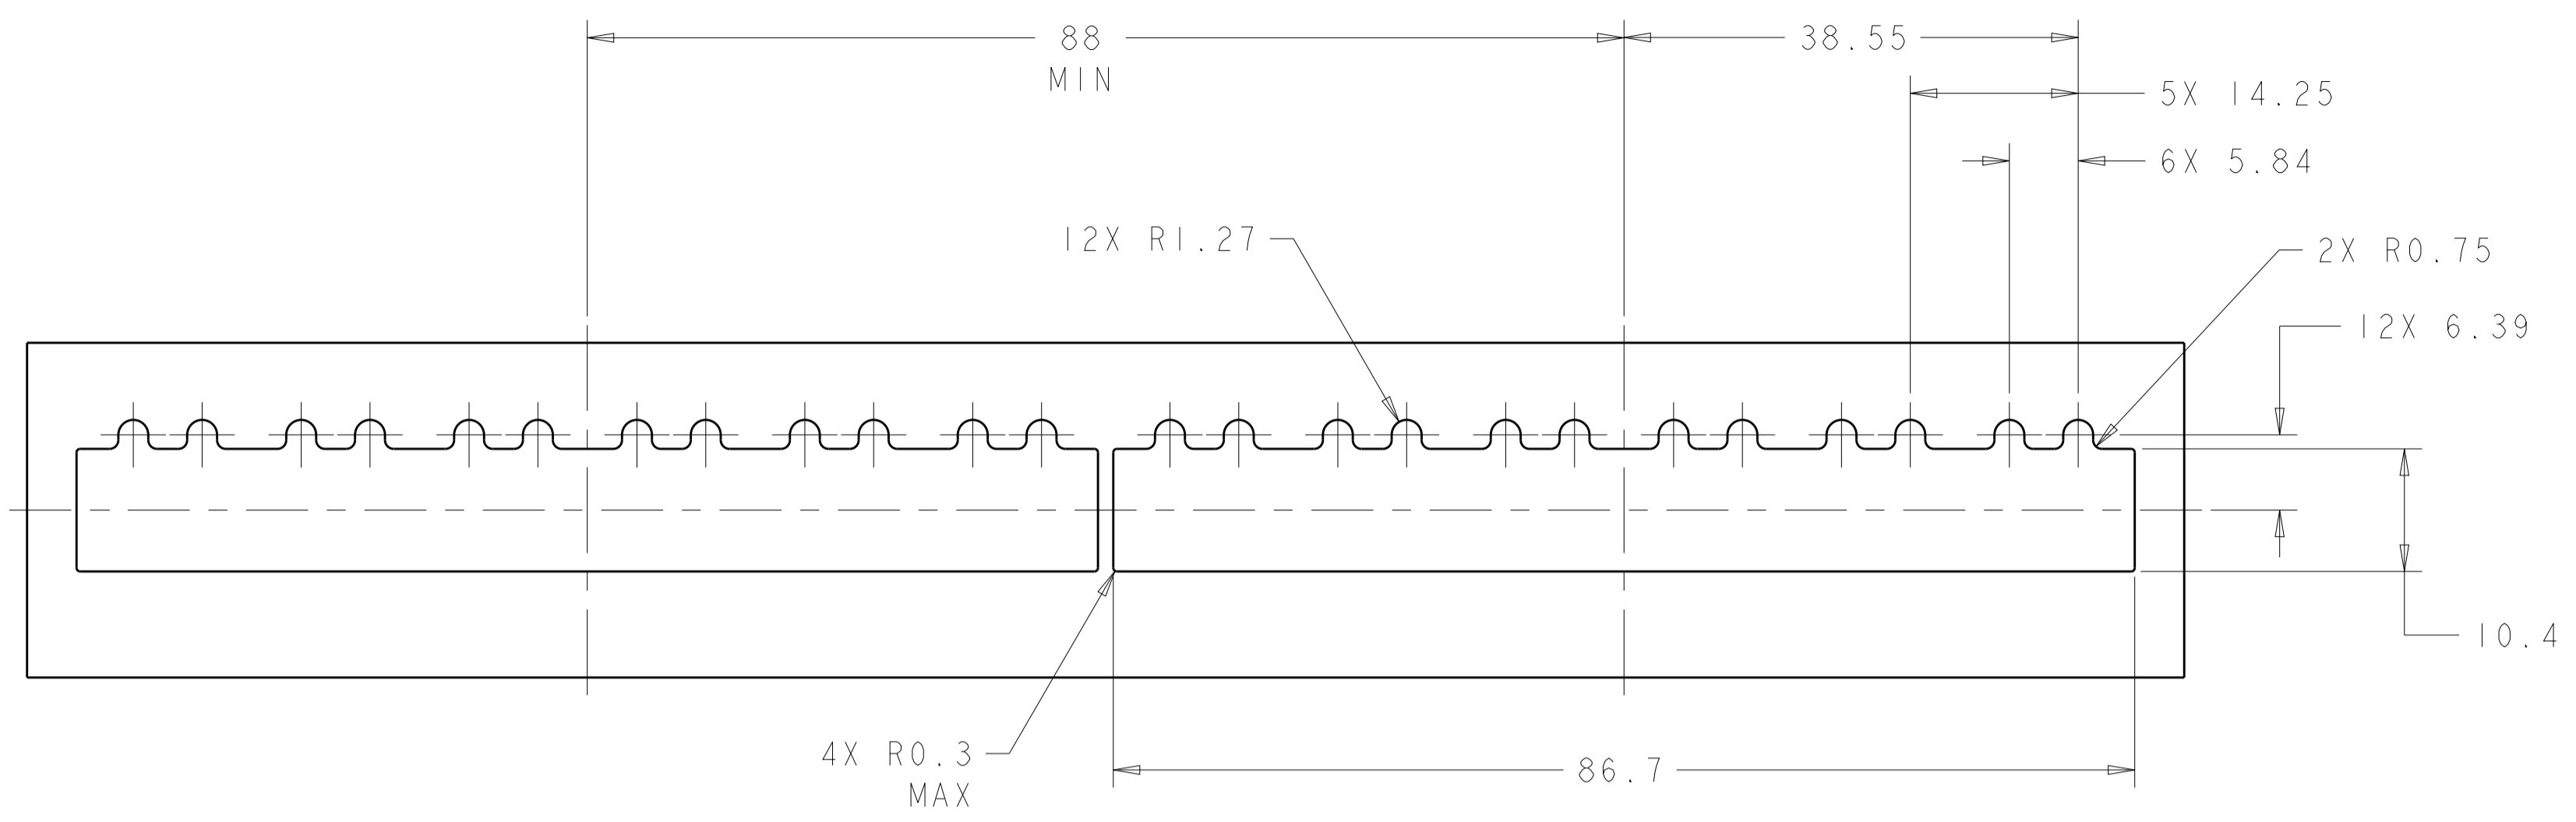 88
MIN
38.55
5X 14.25
6X 5.84
12X R1.27
2X R0.75
12X 6.39
10.4
4X R0.3
MAX
86.7